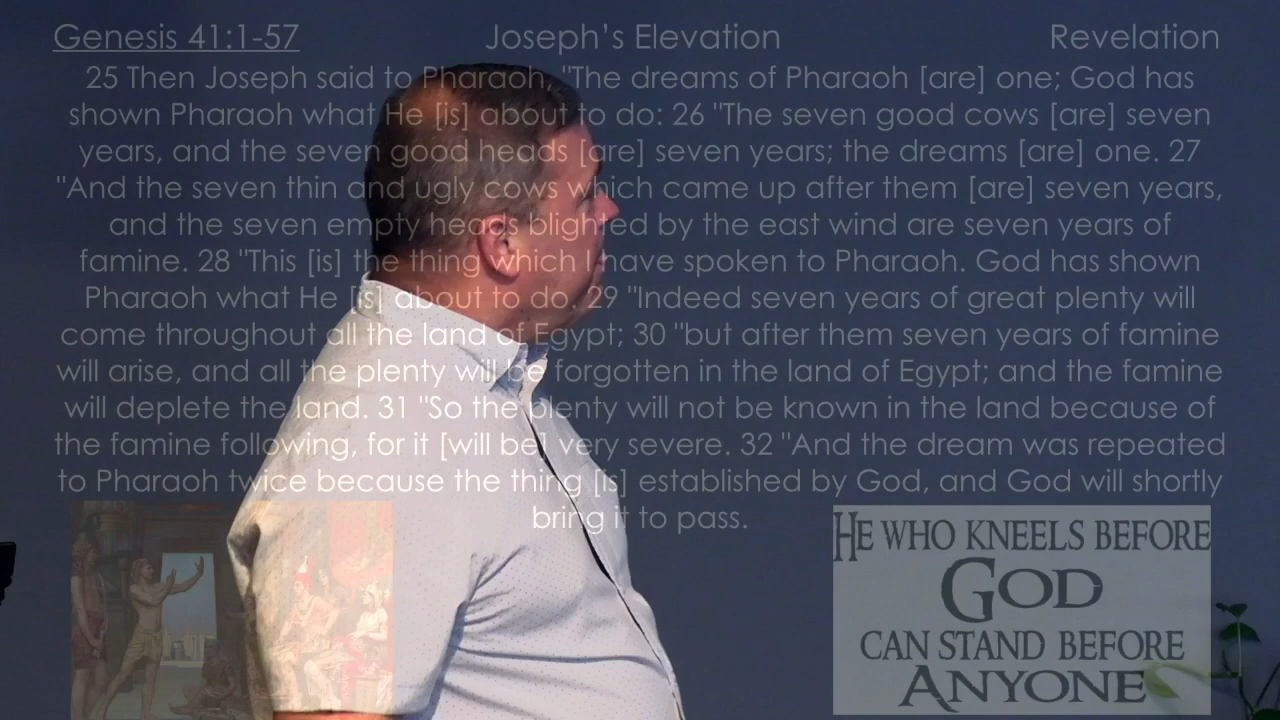 Genesis 41:1-57 Joseph's Elevation Revelation
25 Then Joseph said to Pharaoh, "The dreams of Pharaoh [are] one; God has
shown Pharaoh what He [is] about to do: 26 "The seven good cows [are] seven
years, and the seven good heads [are] seven years; the dreams [are] one. 27
"And the seven thin and ugly cows which came up after them [are] seven years,
and the seven empty heads blighted by the east wind are seven years of
famine. 28 "This [is] the thing which I have spoken to Pharaoh. God has shown
Pharaoh what He [is] about to do. 29 "Indeed seven years of great plenty will
come throughout all the land of Egypt; 30 "but after them seven years of famine
will arise, and all the plenty will be forgotten in the land of Egypt; and the famine
will deplete the land. 31 "So the plenty will not be known in the land because of
the famine following, for it [will be] very severe. 32 "And the dream was repeated
to Pharaoh twice because the thing [is] established by God, and God will shortly
bring it to pass.
HE WHO KNEELS BEFORE
GOD
CAN STAND BEFORE
ANYONE